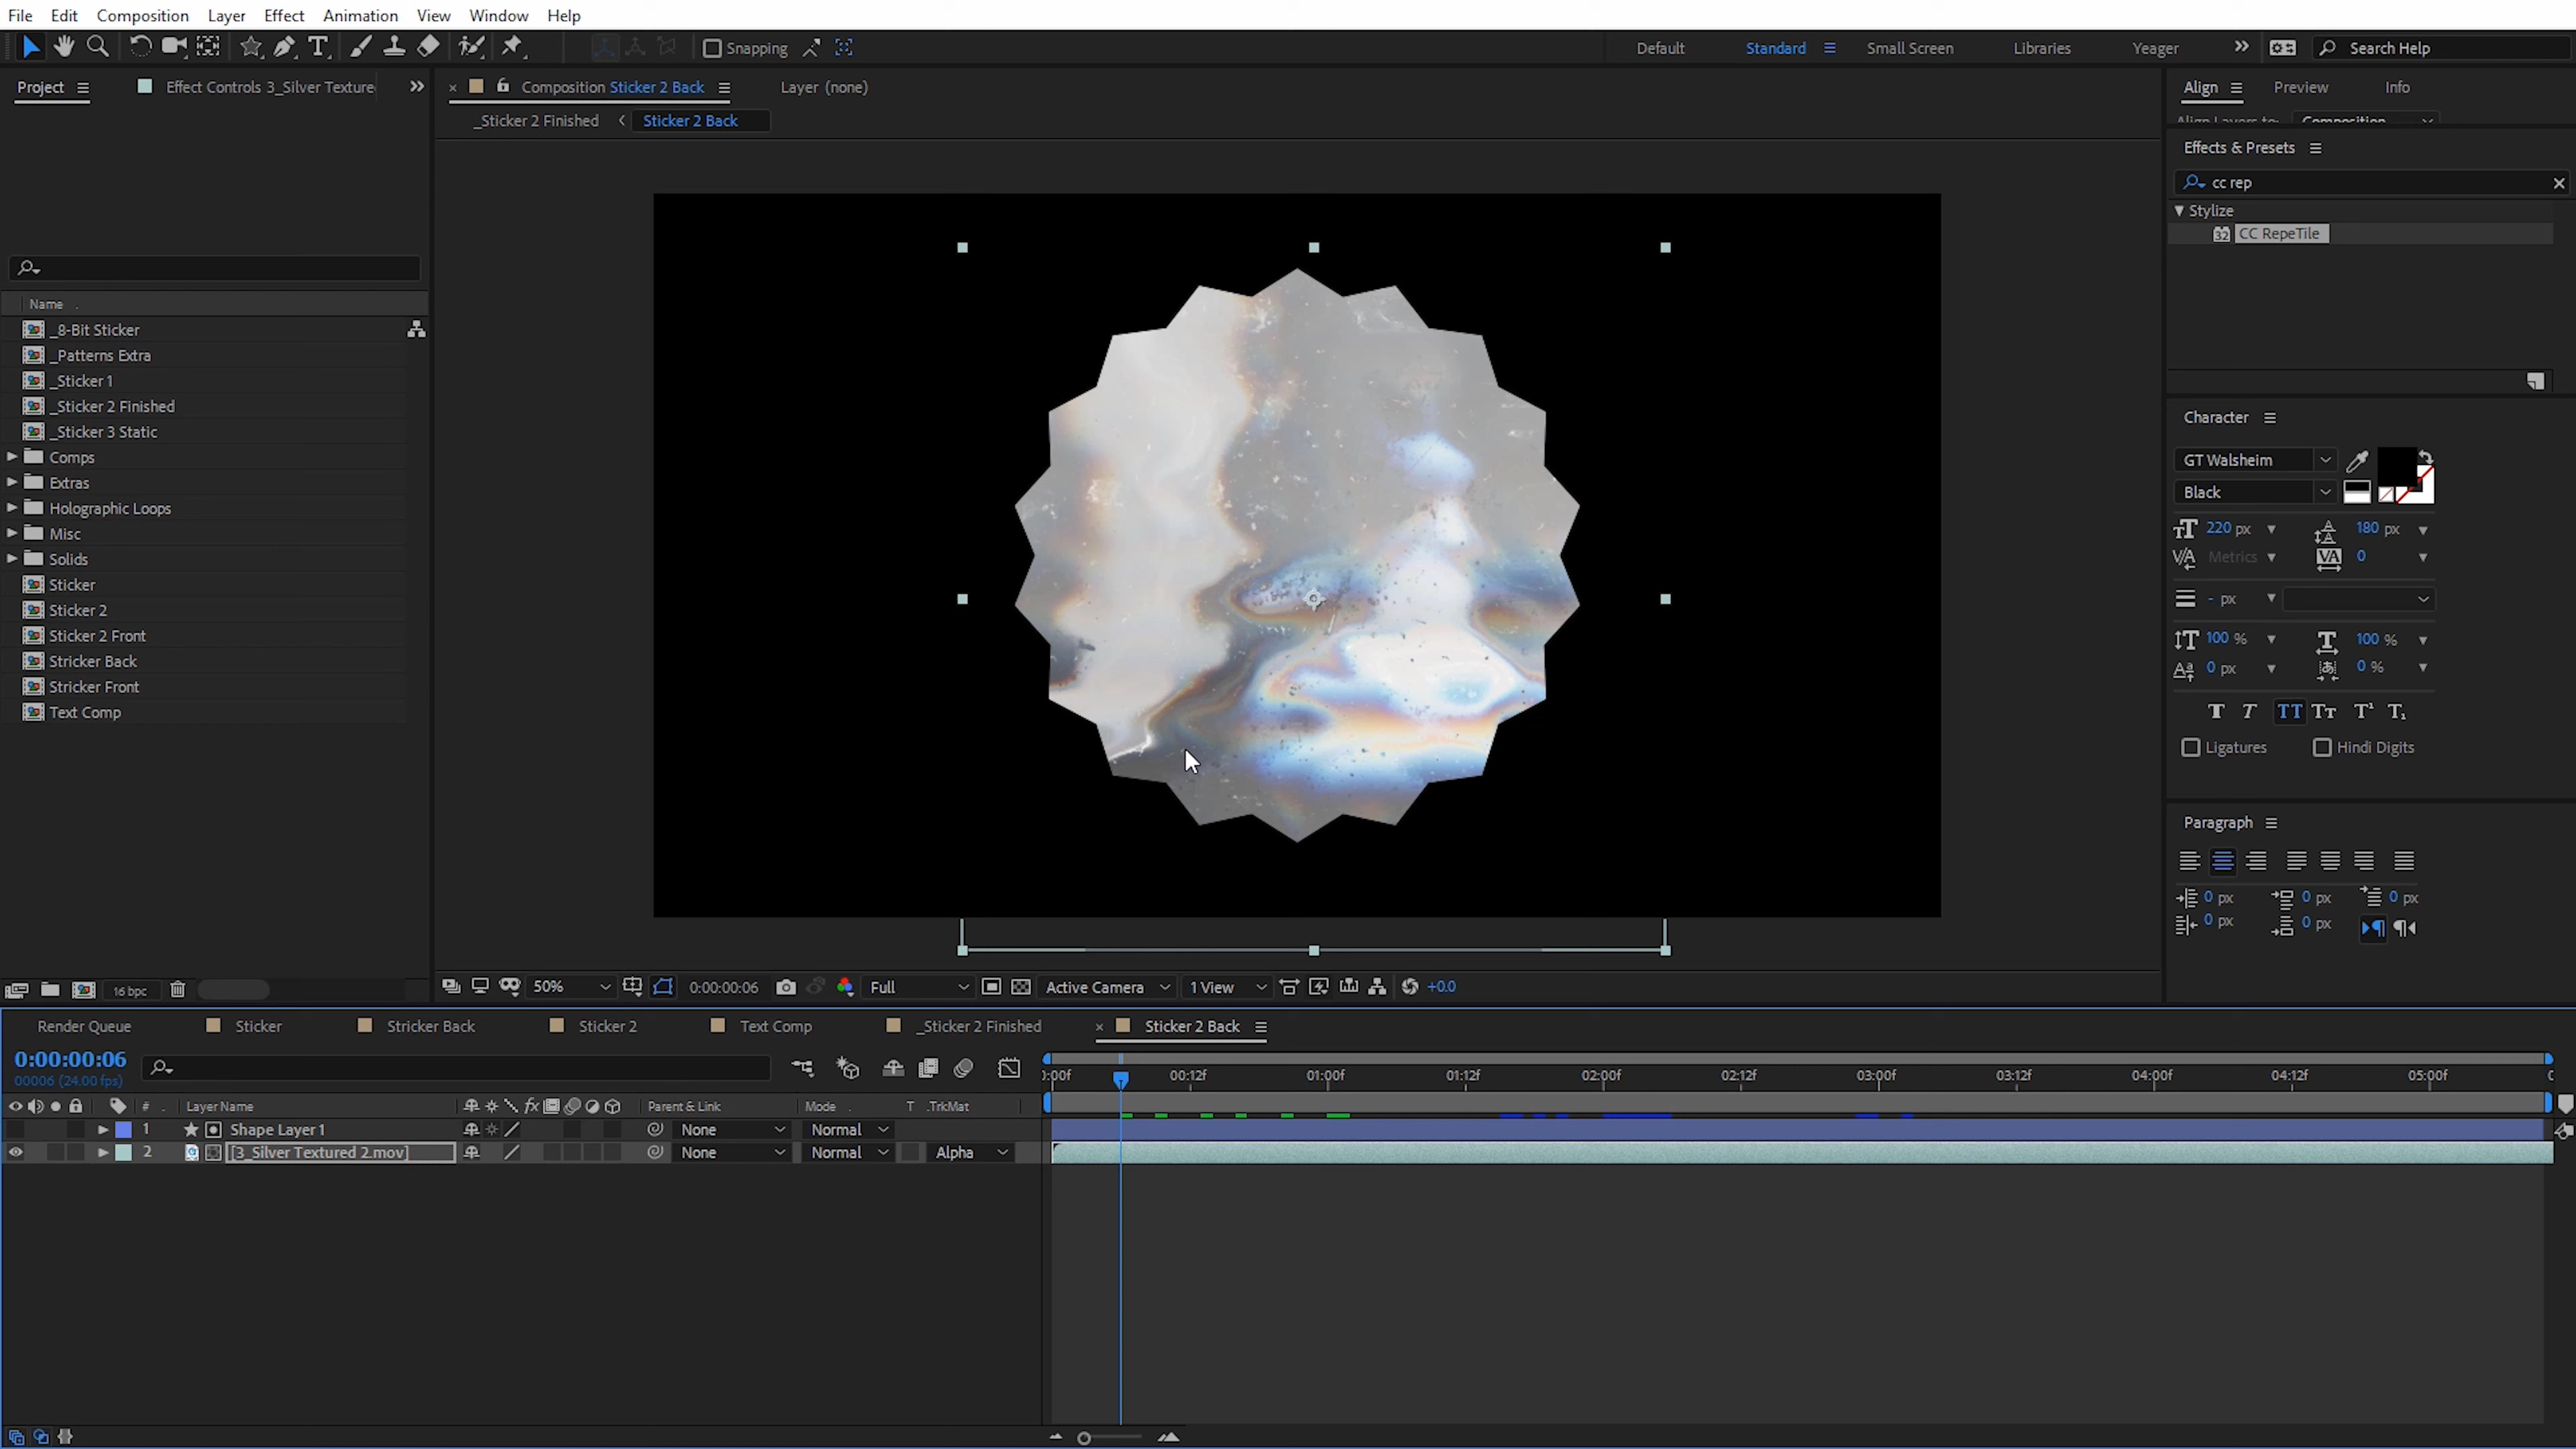 File Edit Composition Layer Effect Animation View Window Help
Snapping Default Standard Small Screen Libraries Yeager Search Help
Project Effect Controls 3_Silver Texture
Composition Sticker 2 Back Layer (none)
_Sticker 2 Finished Sticker 2 Back
Align Preview Info
Align Layers to: Composition
Effects & Presets
cc rep
Stylize
32 CC RepeTile
Name
_8-Bit Sticker
_Patterns Extra
_Sticker 1
_Sticker 2 Finished
_Sticker 3 Static
Comps
Extras
Holographic Loops
Misc
Solids
Sticker
Sticker 2
Sticker 2 Front
Stricker Back
Stricker Front
Text Comp
Character
GT Walsheim
Black
220 px 180 px
Metrics 0
- px
100 % 100 %
0 px 0 %
Ligatures Hindi Digits
Paragraph
0 px 0 px 0 px
0 px 0 px
16 bpc
50% 0:00:00:06 Full Active Camera 1 View +0.0
Render Queue Sticker Stricker Back Sticker 2 Text Comp _Sticker 2 Finished Sticker 2 Back
0:00:00:06
00006 (24.00 fps)
0:00f 00:12f 01:00f 01:12f 02:00f 02:12f 03:00f 03:12f 04:00f 04:12f 05:00f
# Layer Name Parent & Link Mode T .TrkMat
1 Shape Layer 1 None Normal
2 [3_Silver Textured 2.mov] None Normal Alpha